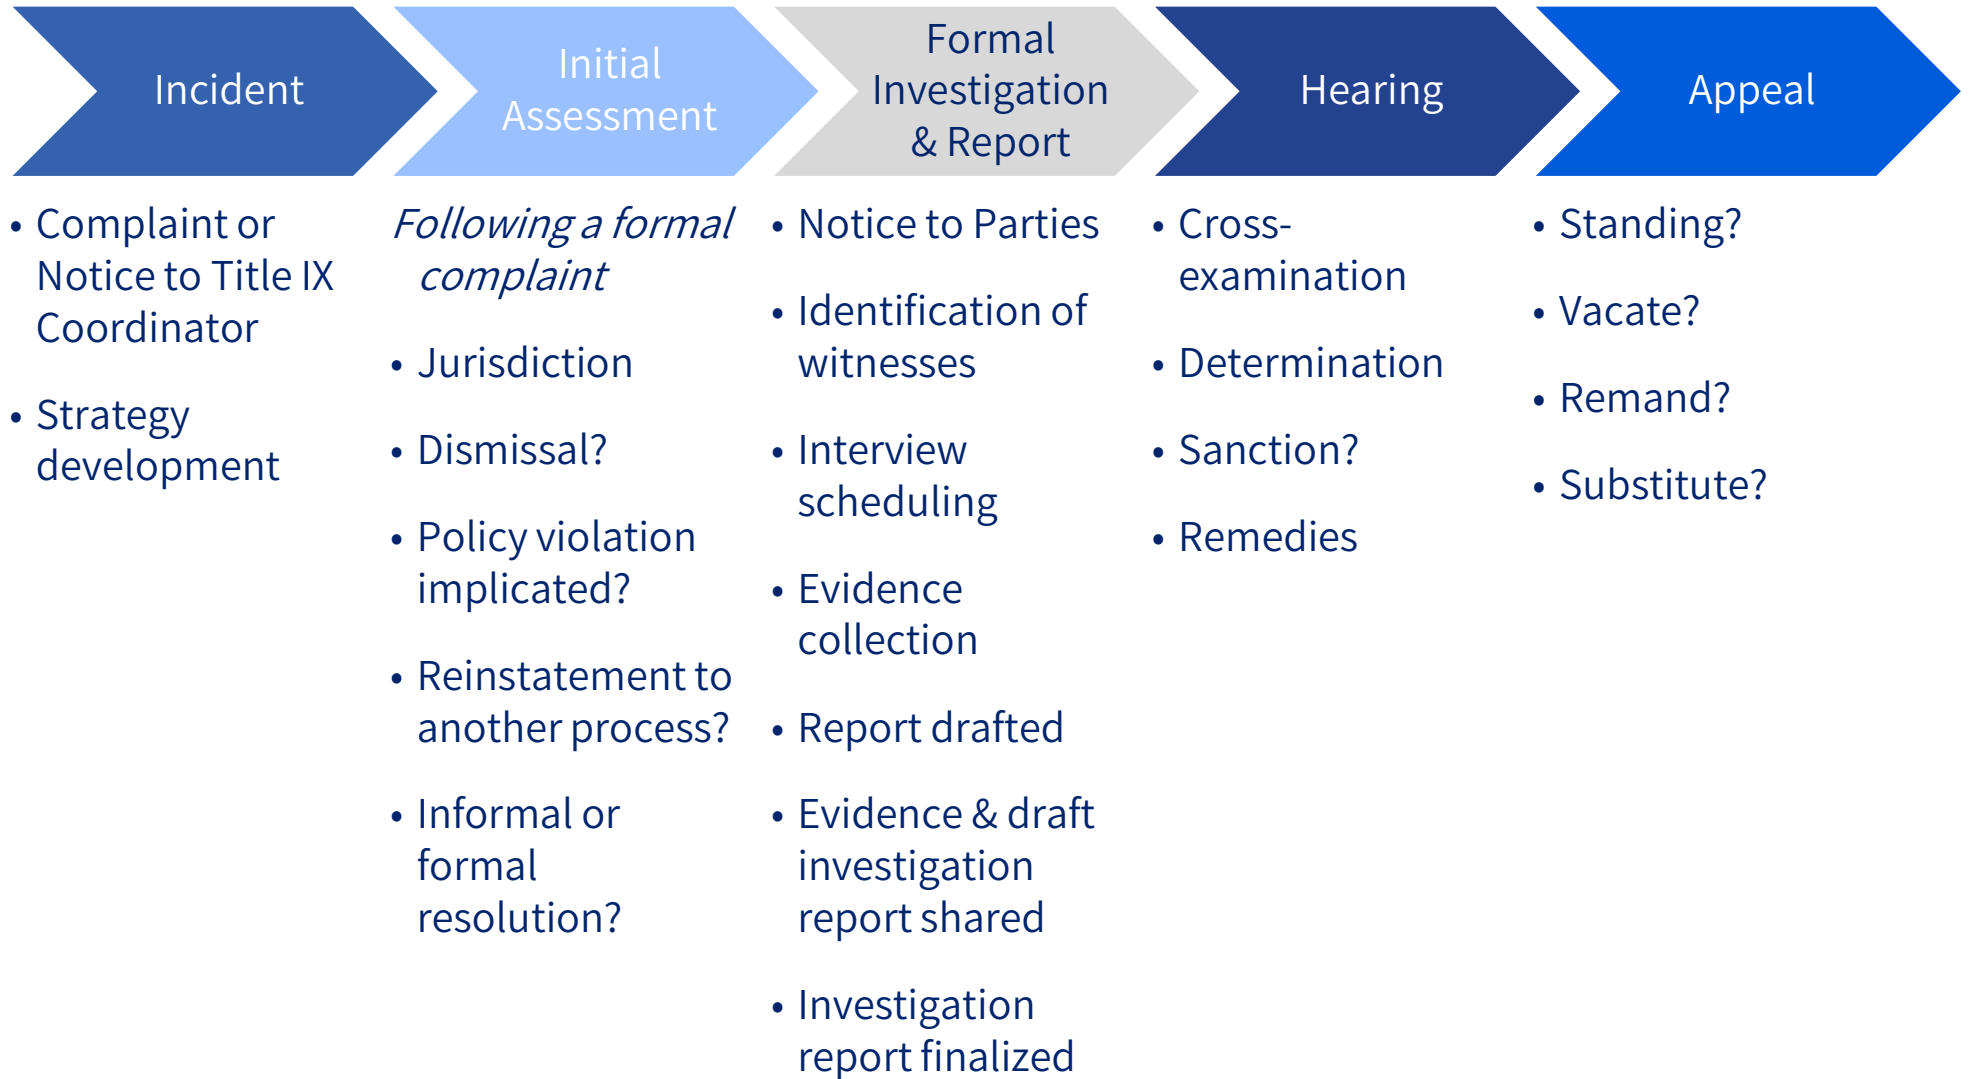 Incident
Initial
Assessment
Formal
Investigation
& Report
Hearing
Appeal
• Complaint or
Notice to Title IX
Coordinator
• Strategy
development
Following a formal
complaint
• Jurisdiction
• Dismissal?
• Policy violation
implicated?
• Reinstatement to
another process?
• Informal or
formal
resolution?
• Notice to Parties
• Identification of
witnesses
• Interview
scheduling
• Evidence
collection
• Report drafted
• Evidence & draft
investigation
report shared
• Investigation
report finalized
• Cross-
examination
• Determination
• Sanction?
• Remedies
• Standing?
• Vacate?
• Remand?
• Substitute?